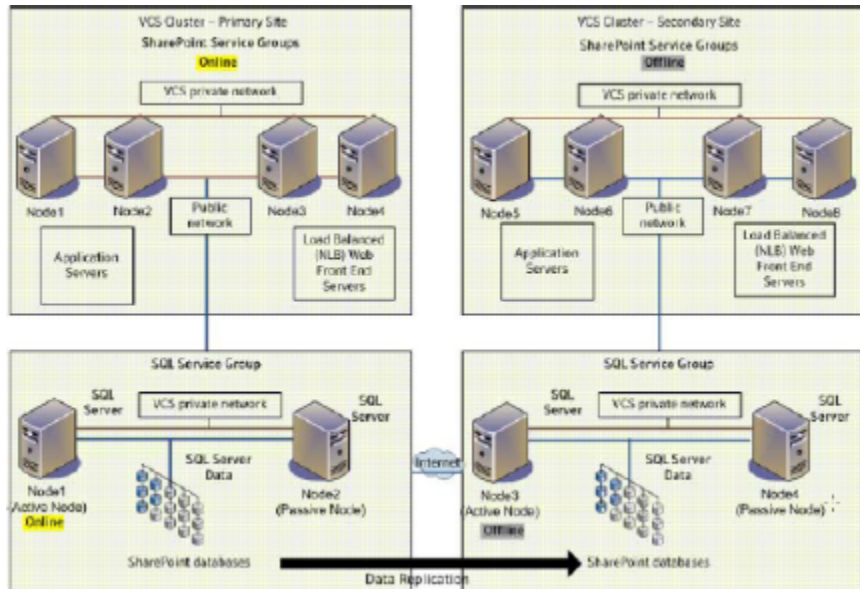 VCS Cluster – Primary Site
SharePoint Service Groups
Online
VCS private network
Node1
Node2
Node3
Node4
Public
network
Application
Servers
Load Balanced
(NLB) Web
Front End
Servers
VCS Cluster – Secondary Site
SharePoint Service Groups
Offline
VCS private network
Node5
Node6
Node7
Node8
Public
network
Application
Servers
Load Balanced
(NLB) Web
Front End
Servers
SQL Service Group
SQL
Server
VCS private network
SQL
Server
SQL Server
Data
Node1
(Active Node)
Online
Node2
(Passive Node)
SharePoint databases
Internet
SQL Service Group
SQL
Server
VCS private network
SQL
Server
SQL Server
Data
Node3
(Active Node)
Offline
Node4
(Passive Node)
SharePoint databases
Data Replication